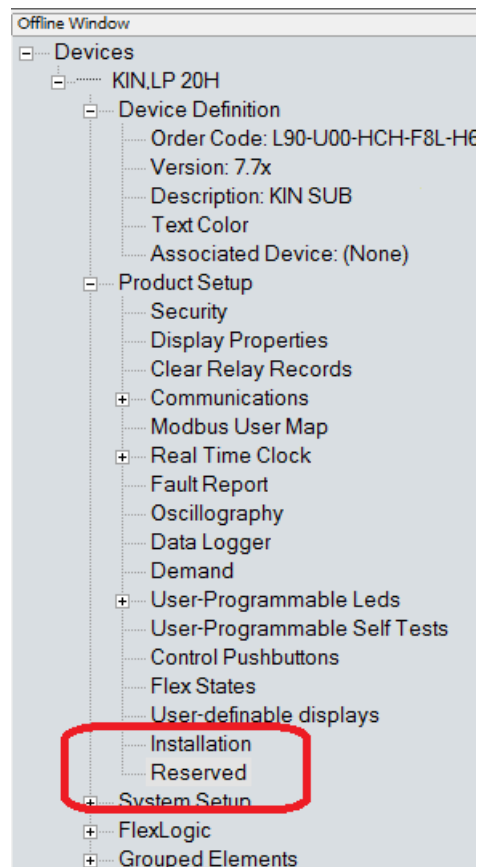 Offline Window
Devices
KIN,LP 20H
Device Definition
Order Code: L90-U00-HCH-F8L-H6
Version: 7.7x
Description: KIN SUB
Text Color
Associated Device: (None)
Product Setup
Security
Display Properties
Clear Relay Records
Communications
Modbus User Map
Real Time Clock
Fault Report
Oscillography
Data Logger
Demand
User-Programmable Leds
User-Programmable Self Tests
Control Pushbuttons
Flex States
User-definable displays
Installation
Reserved
System Setup
FlexLogic
Grouped Elements